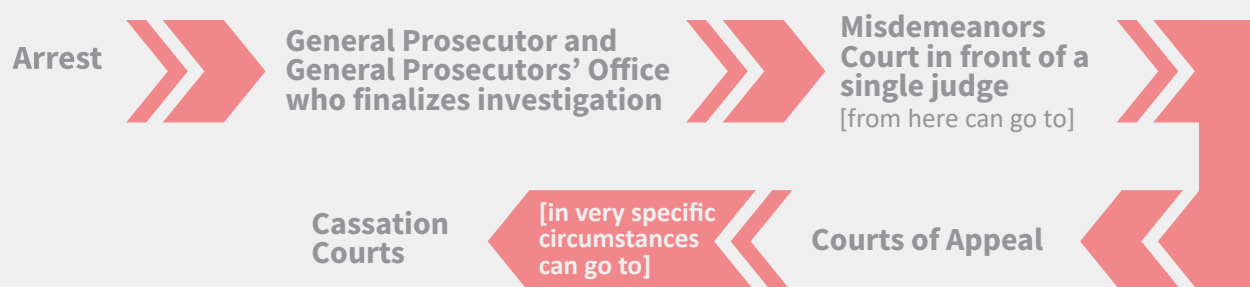 Arrest
General Prosecutor and
General Prosecutors’ Office
who finalizes investigation
Misdemeanors
Court in front of a
single judge
[from here can go to]
Cassation
Courts
[in very specific
circumstances
can go to]
Courts of Appeal